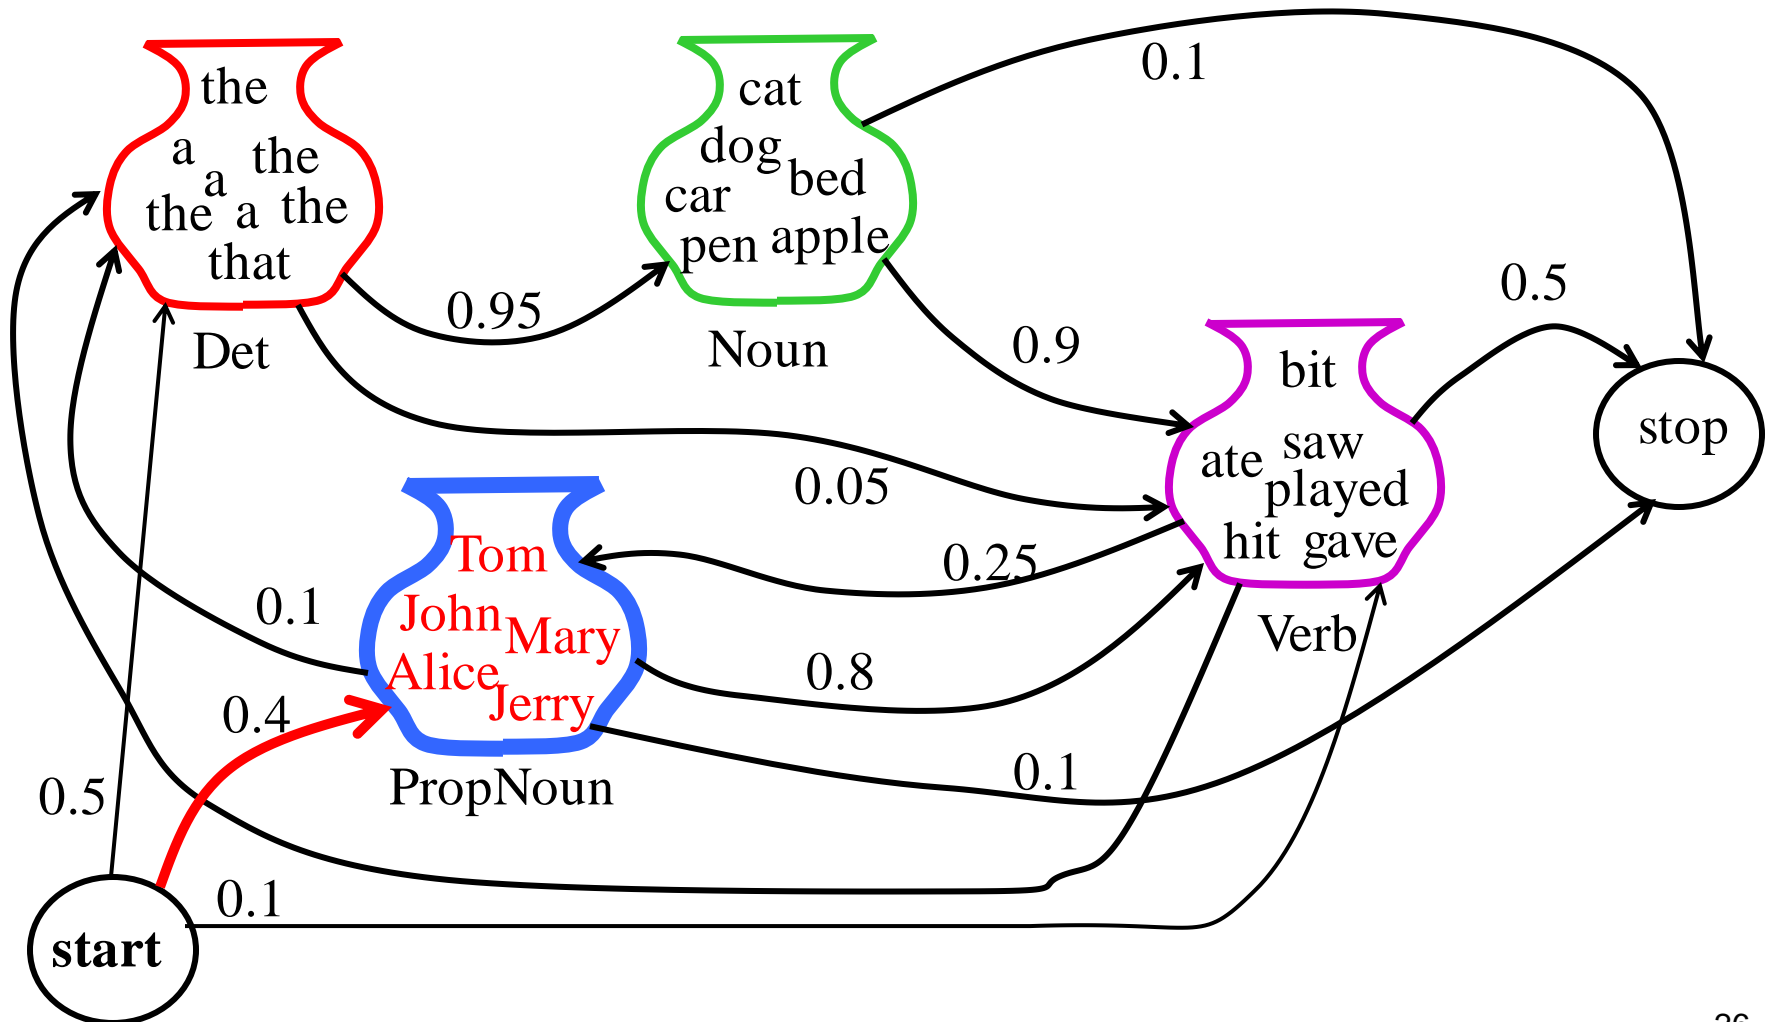 the
a
the
a
the
a
the
that
Det
cat
dog
bed
car
pen
apple
Noun
bit
saw
ate
played
hit
gave
Verb
Tom
John
Mary
Alice
Jerry
PropNoun
start
stop
0.1
0.95
0.9
0.5
0.05
0.25
0.1
0.8
0.4
0.1
0.5
0.1